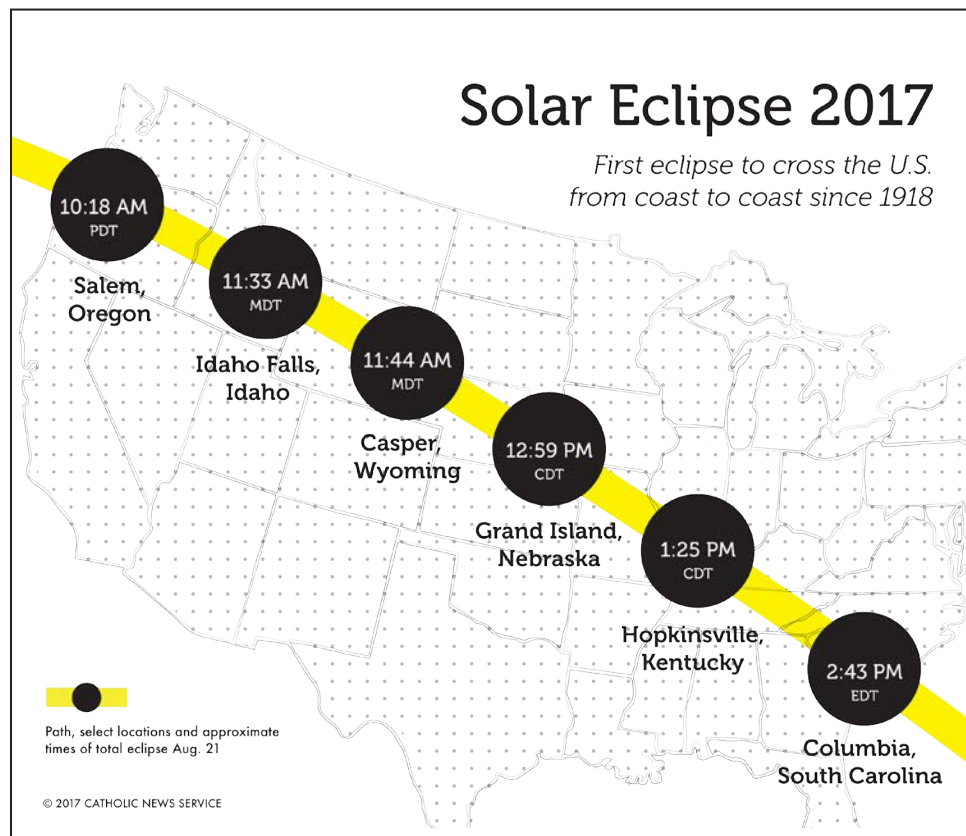 Solar Eclipse 2017
First eclipse to cross the U.S.
from coast to coast since 1918
10:18 AM
PDT
Salem,
Oregon
11:33 AM
MDT
Idaho Falls,
Idaho
11:44 AM
MDT
Casper,
Wyoming
12:59 PM
CDT
Grand Island,
Nebraska
1:25 PM
CDT
Hopkinsville,
Kentucky
2:43 PM
EDT
Columbia,
South Carolina
Path, select locations and approximate
times of total eclipse Aug. 21
© 2017 CATHOLIC NEWS SERVICE